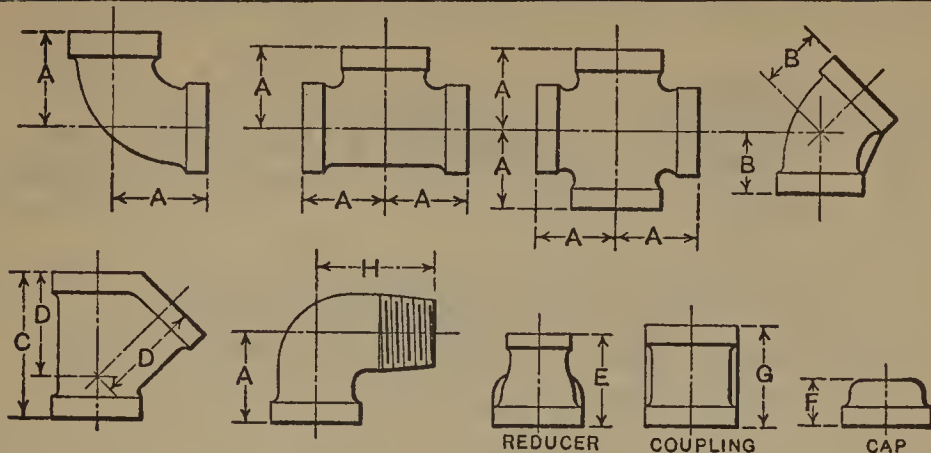 A A A B
A A B
A A A A A
H
D
C D A E G F
REDUCER COUPLING CAP